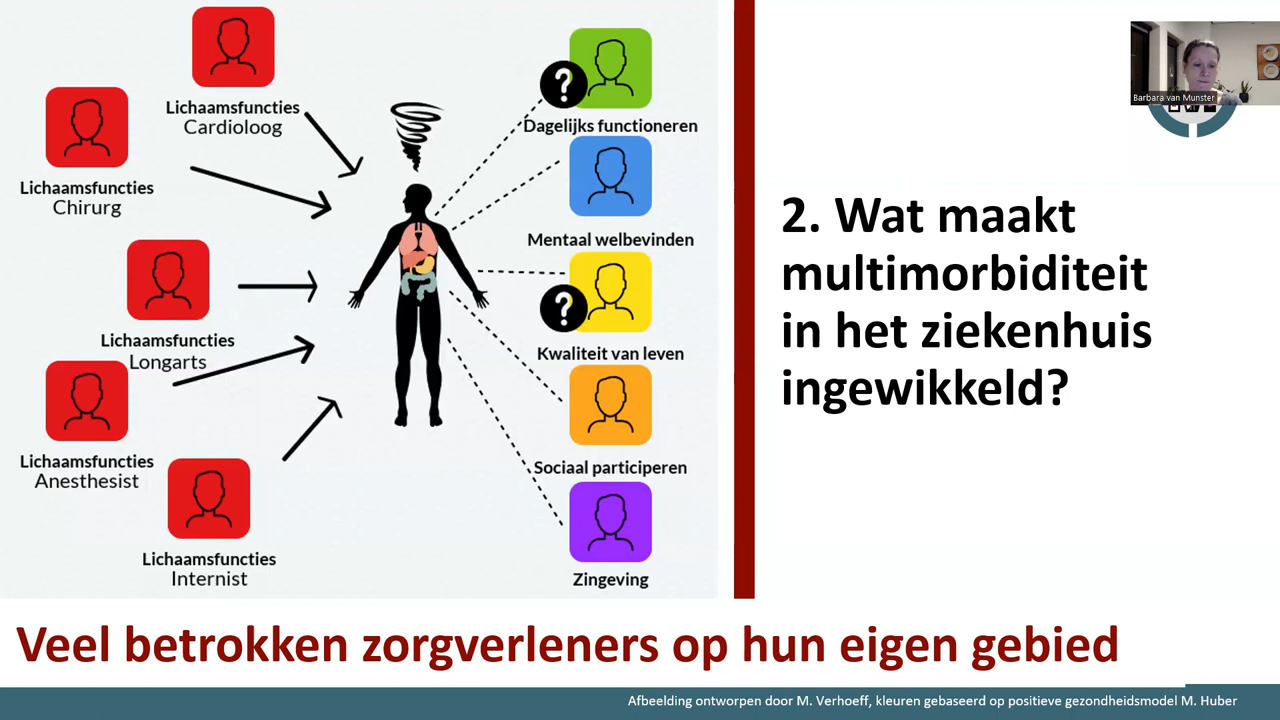 Lichaamsfuncties
Cardioloog
Lichaamsfuncties
Chirurg
Lichaamsfuncties
Longarts
Lichaamsfuncties
Anesthesist
Lichaamsfuncties
Internist
?
Dagelijks functioneren
Mentaal welbevinden
?
Kwaliteit van leven
Sociaal participeren
Zingeving
Barbara van Munster
2. Wat maakt
multimorbiditeit
in het ziekenhuis
ingewikkeld?
Veel betrokken zorgverleners op hun eigen gebied
Afbeelding ontworpen door M. Verhoeff, kleuren gebaseerd op positieve gezondheidsmodel M. Huber